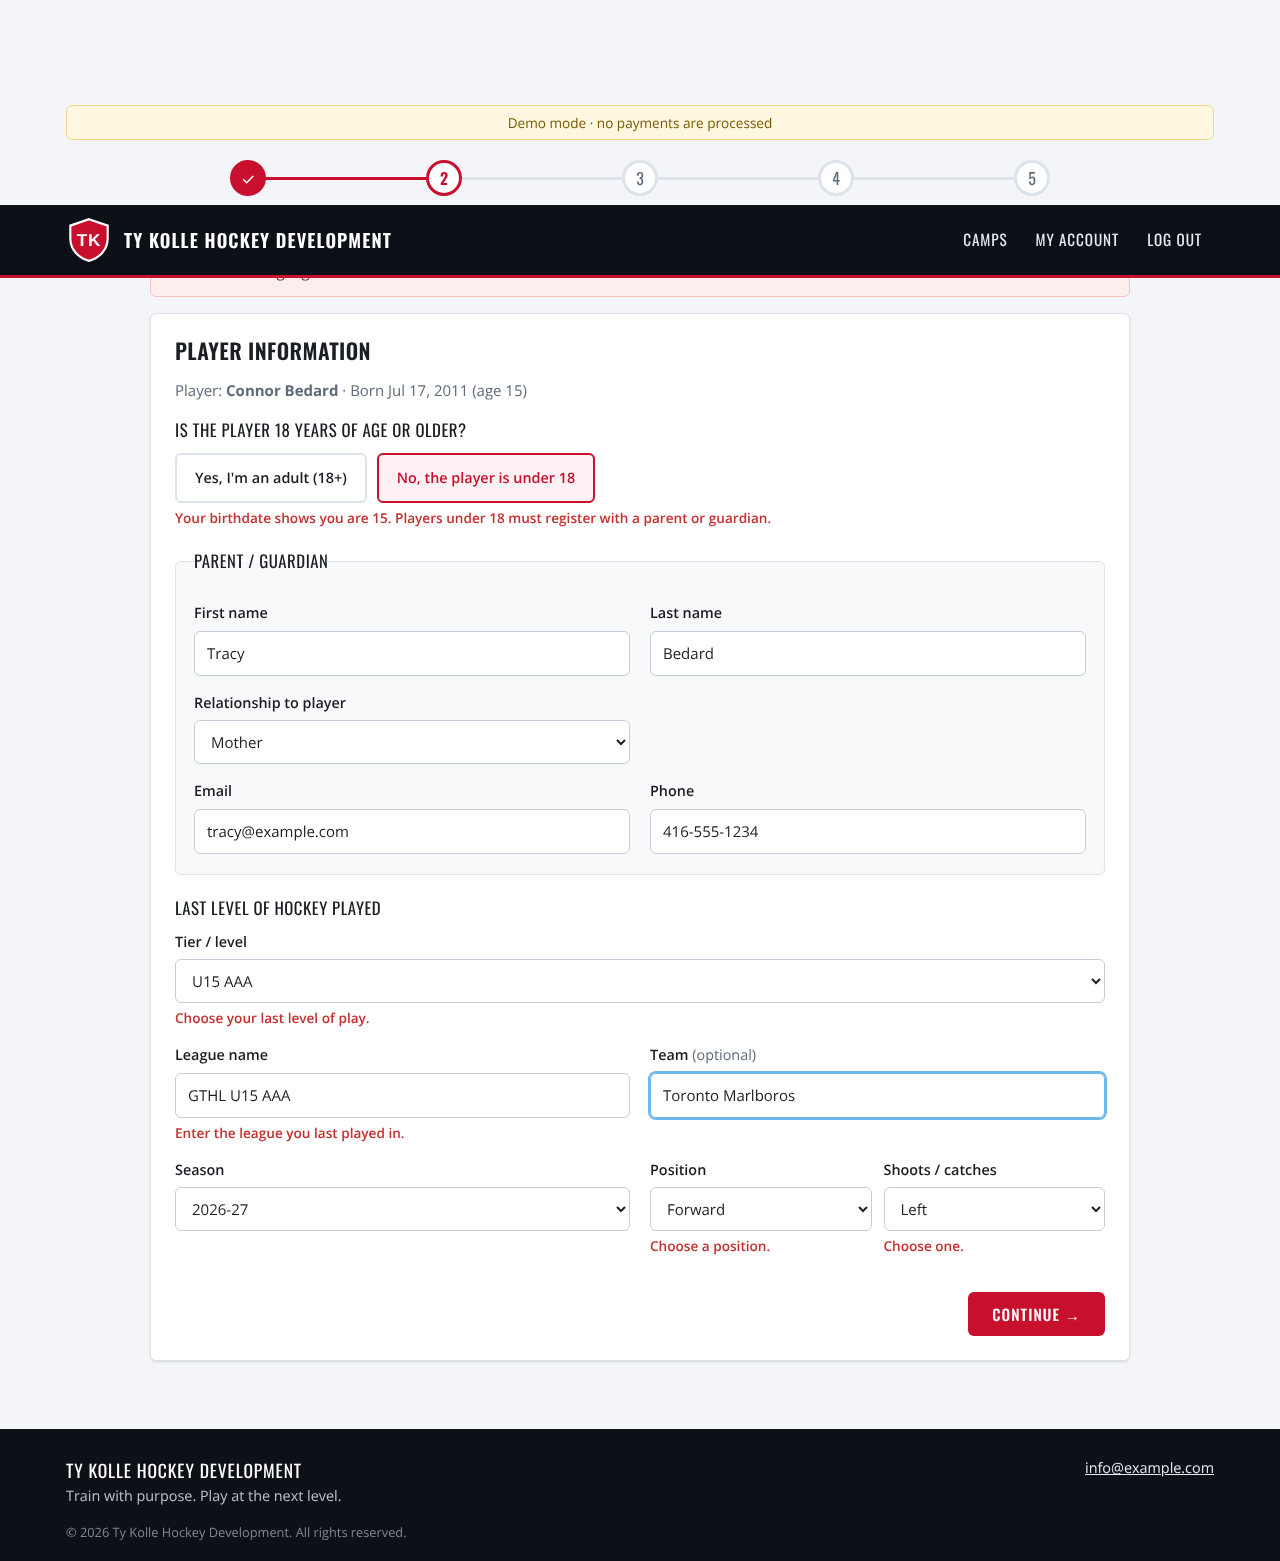 Demo mode · no payments are processed
✓ 2 3 4 5
TK TY KOLLE HOCKEY DEVELOPMENT CAMPS MY ACCOUNT LOG OUT
PLAYER INFORMATION
Player: Connor Bedard · Born Jul 17, 2011 (age 15)
IS THE PLAYER 18 YEARS OF AGE OR OLDER?
Yes, I'm an adult (18+) No, the player is under 18
Your birthdate shows you are 15. Players under 18 must register with a parent or guardian.
PARENT / GUARDIAN
First name Last name
Tracy Bedard
Relationship to player
Mother
Email Phone
tracy@example.com 416-555-1234
LAST LEVEL OF HOCKEY PLAYED
Tier / level
U15 AAA
Choose your last level of play.
League name Team (optional)
GTHL U15 AAA Toronto Marlboros
Enter the league you last played in.
Season Position Shoots / catches
2026-27 Forward Left
Choose a position. Choose one.
CONTINUE →
TY KOLLE HOCKEY DEVELOPMENT info@example.com
Train with purpose. Play at the next level.
© 2026 Ty Kolle Hockey Development. All rights reserved.